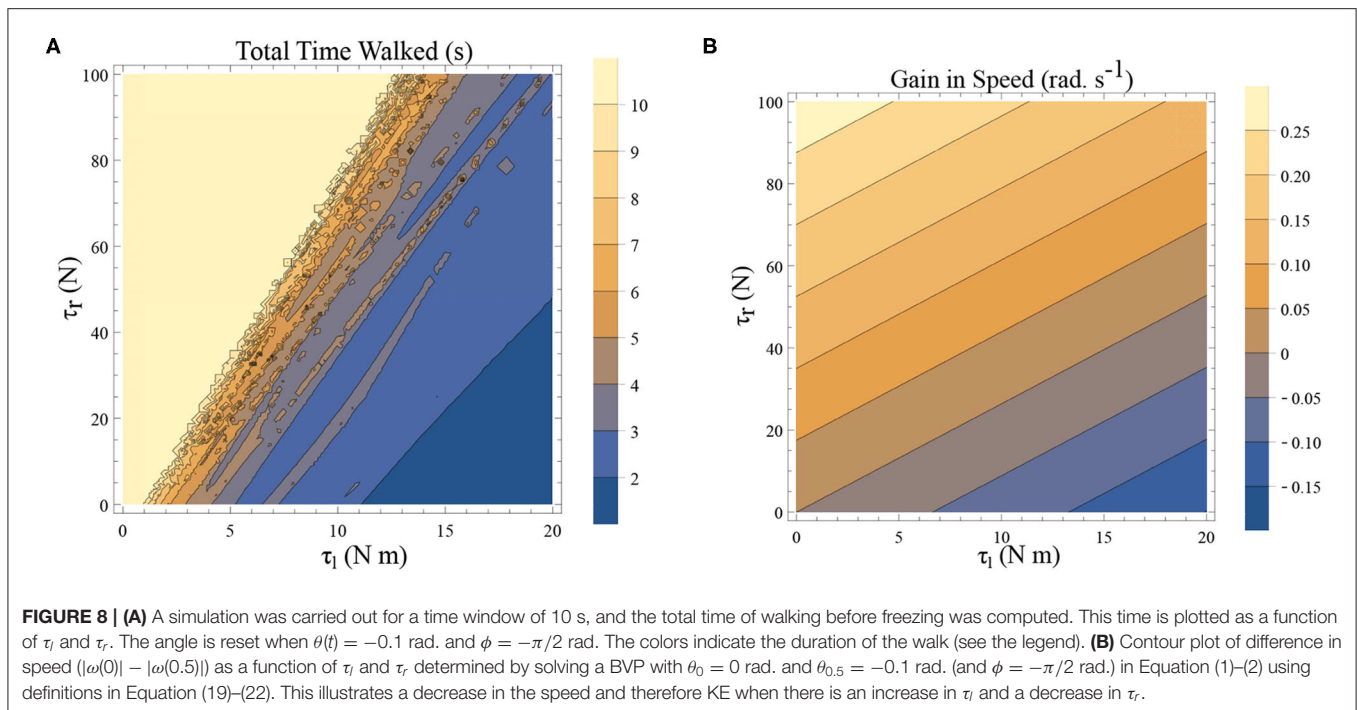 A
Total Time Walked (s)
100
80
60
40
20
0
τr (N)
0 5 10 15 20
τl (N m)
10
9
8
7
6
5
4
3
2
B
Gain in Speed (rad. s-1)
100
80
60
40
20
0
τr (N)
0 5 10 15 20
τl (N m)
0.25
0.20
0.15
0.10
0.05
0
-0.05
-0.10
-0.15
FIGURE 8 | (A) A simulation was carried out for a time window of 10 s, and the total time of walking before freezing was computed. This time is plotted as a function
of τl and τr. The angle is reset when θ(t) = −0.1 rad. and ϕ = −π/2 rad. The colors indicate the duration of the walk (see the legend). (B) Contour plot of difference in
speed (|ω(0)| − |ω(0.5)|) as a function of τl and τr determined by solving a BVP with θ0 = 0 rad. and θ0.5 = −0.1 rad. (and ϕ = −π/2 rad.) in Equation (1)–(2) using
definitions in Equation (19)–(22). This illustrates a decrease in the speed and therefore KE when there is an increase in τl and a decrease in τr.